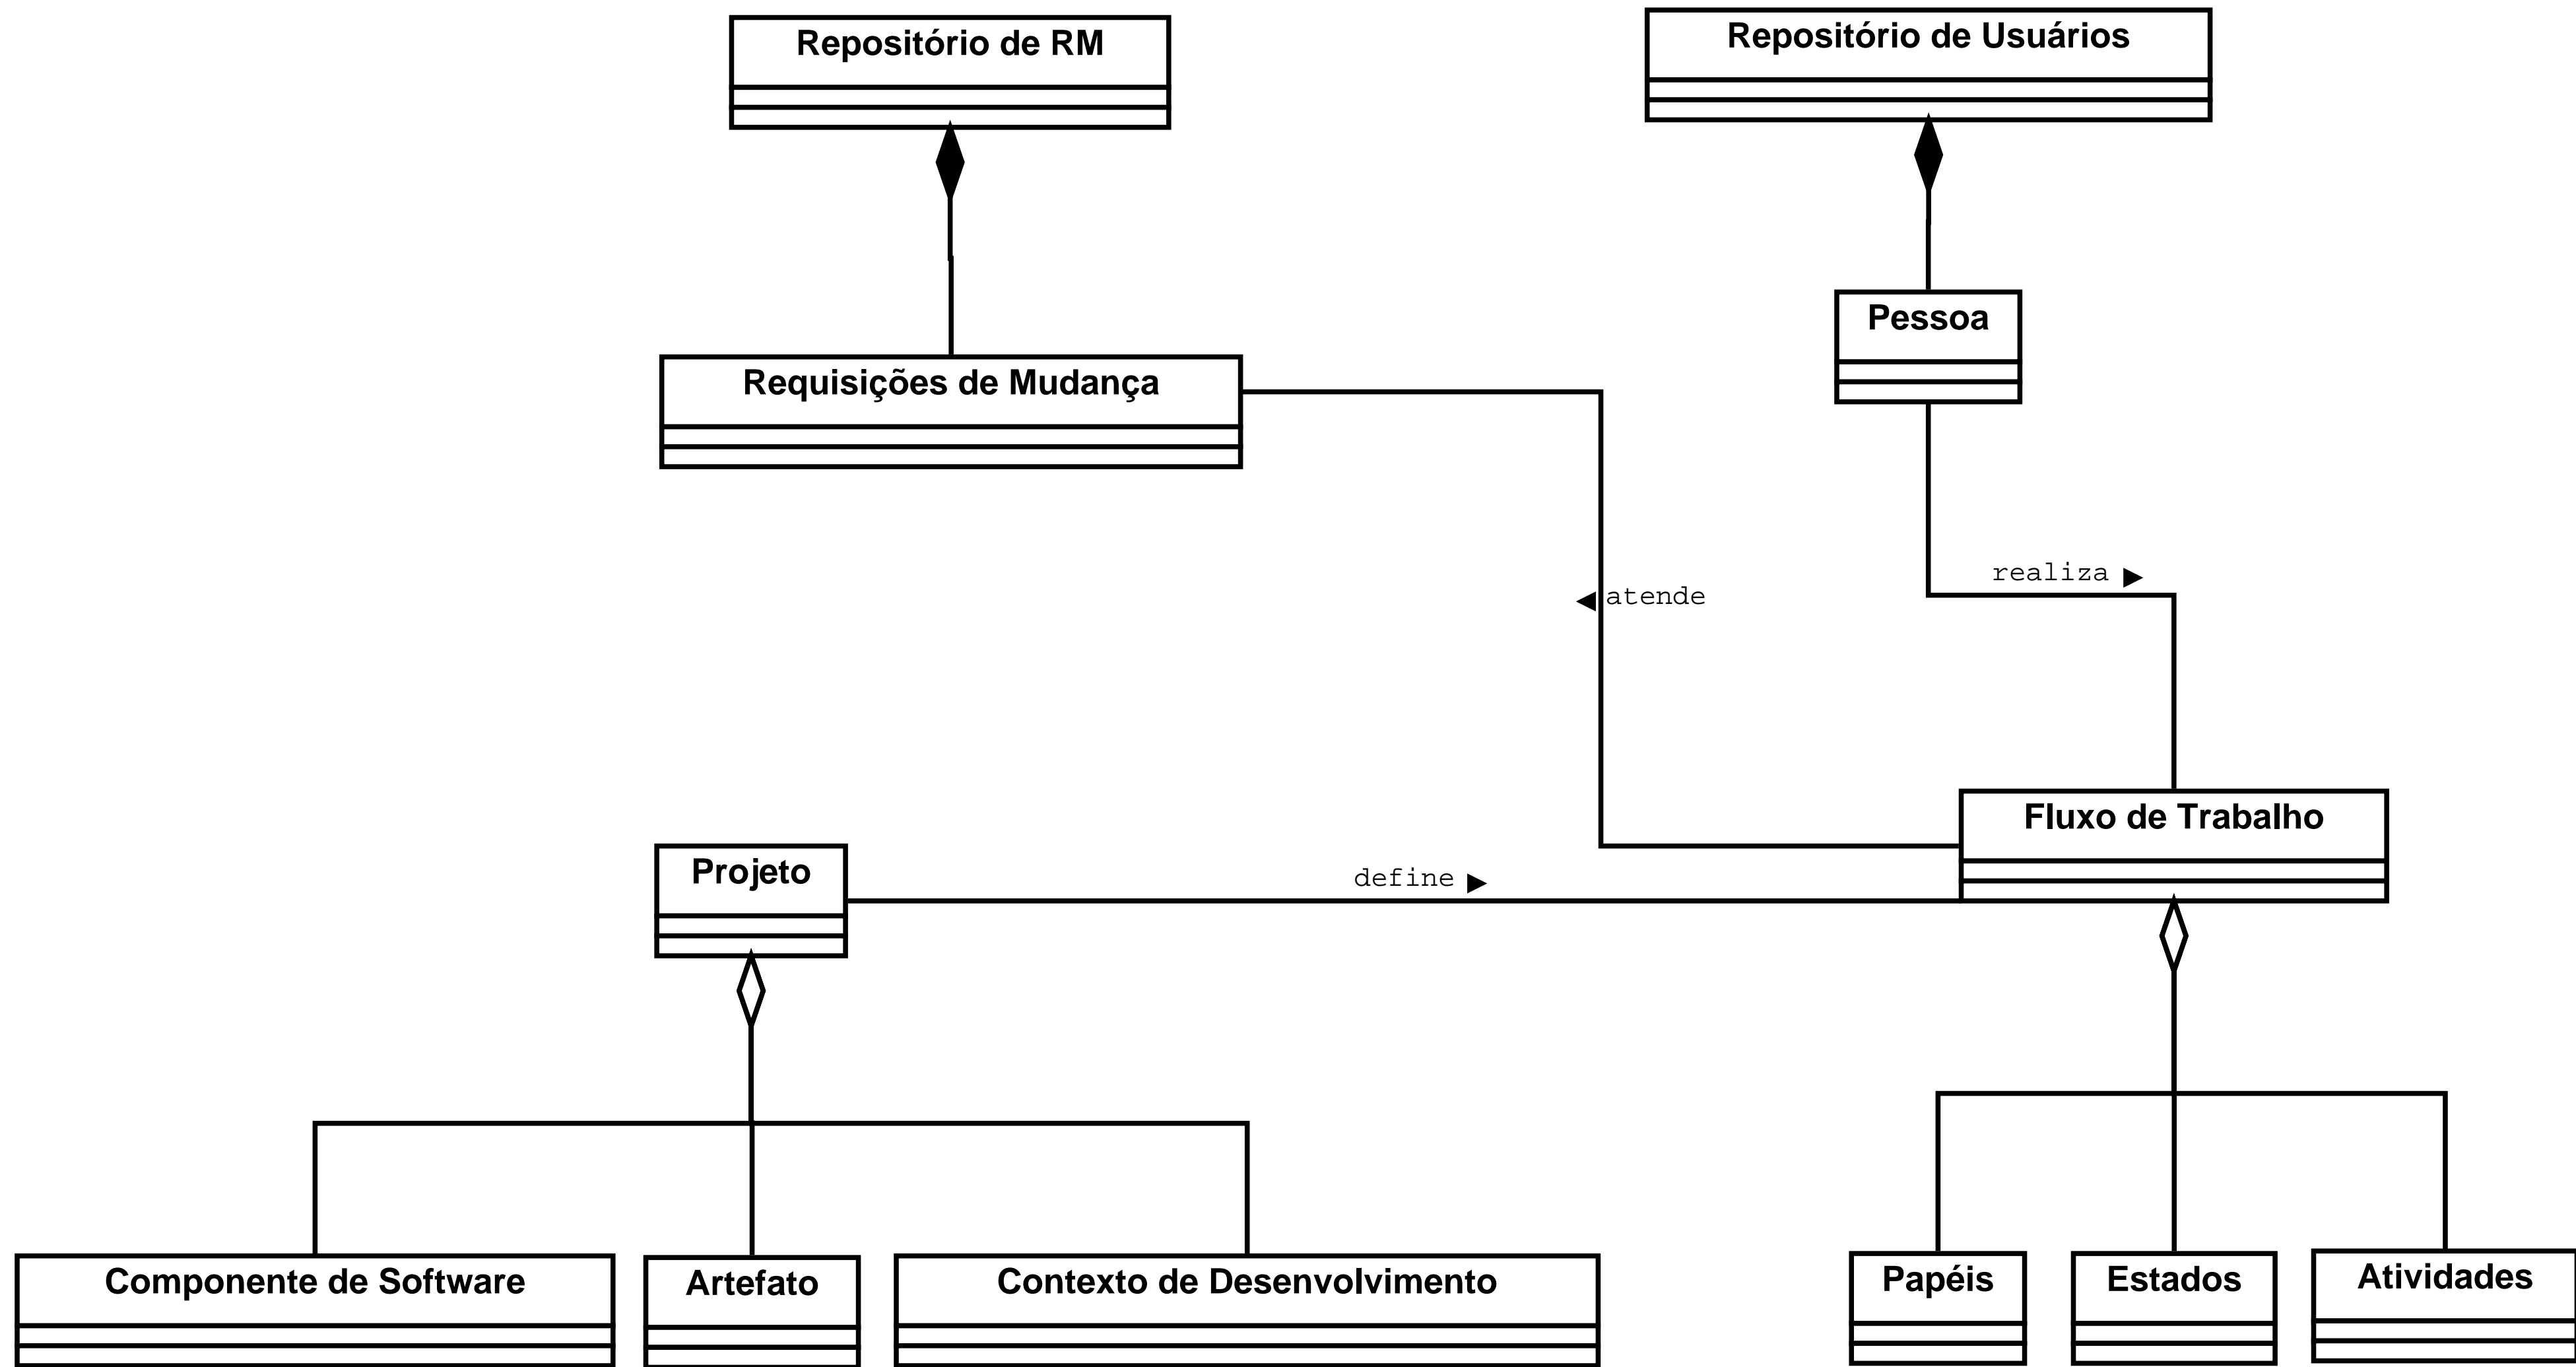 Repositório de RM
Repositório de Usuários
Pessoa
Requisições de Mudança
realiza
atende
Fluxo de Trabalho
Projeto
define
Componente de Software
Artefato
Contexto de Desenvolvimento
Papéis
Estados
Atividades